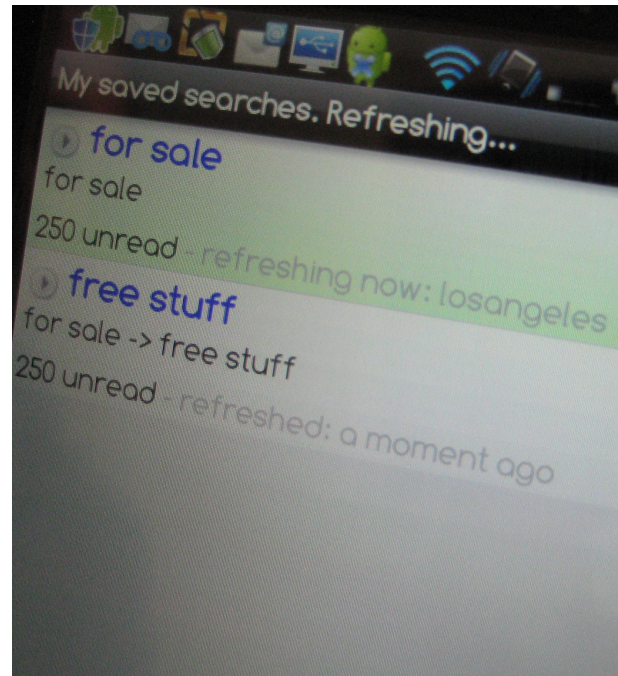 My saved searches. Refreshing...
for sale
for sale
250 unread - refreshing now: losangeles
free stuff
for sale -> free stuff
250 unread - refreshed: a moment ago